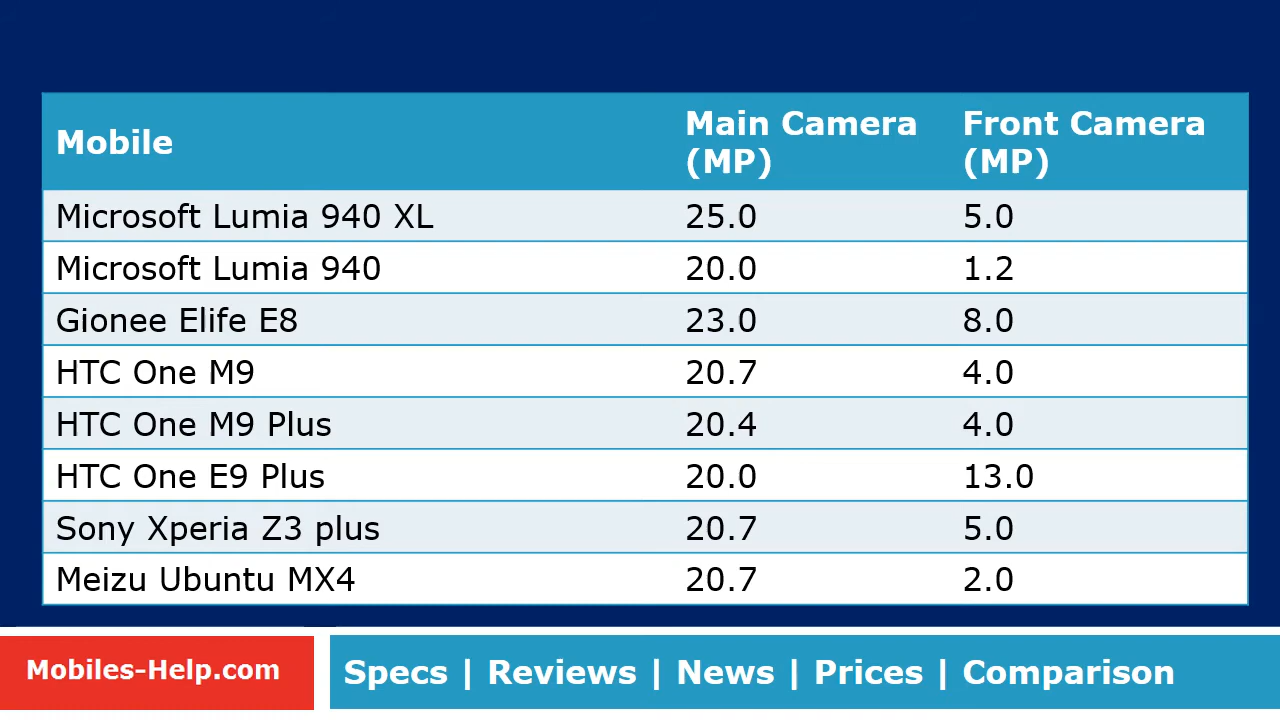 Mobile Main Camera (MP) Front Camera (MP)
Microsoft Lumia 940 XL 25.0 5.0
Microsoft Lumia 940 20.0 1.2
Gionee Elife E8 23.0 8.0
HTC One M9 20.7 4.0
HTC One M9 Plus 20.4 4.0
HTC One E9 Plus 20.0 13.0
Sony Xperia Z3 plus 20.7 5.0
Meizu Ubuntu MX4 20.7 2.0
Mobiles-Help.com Specs | Reviews | News | Prices | Comparison